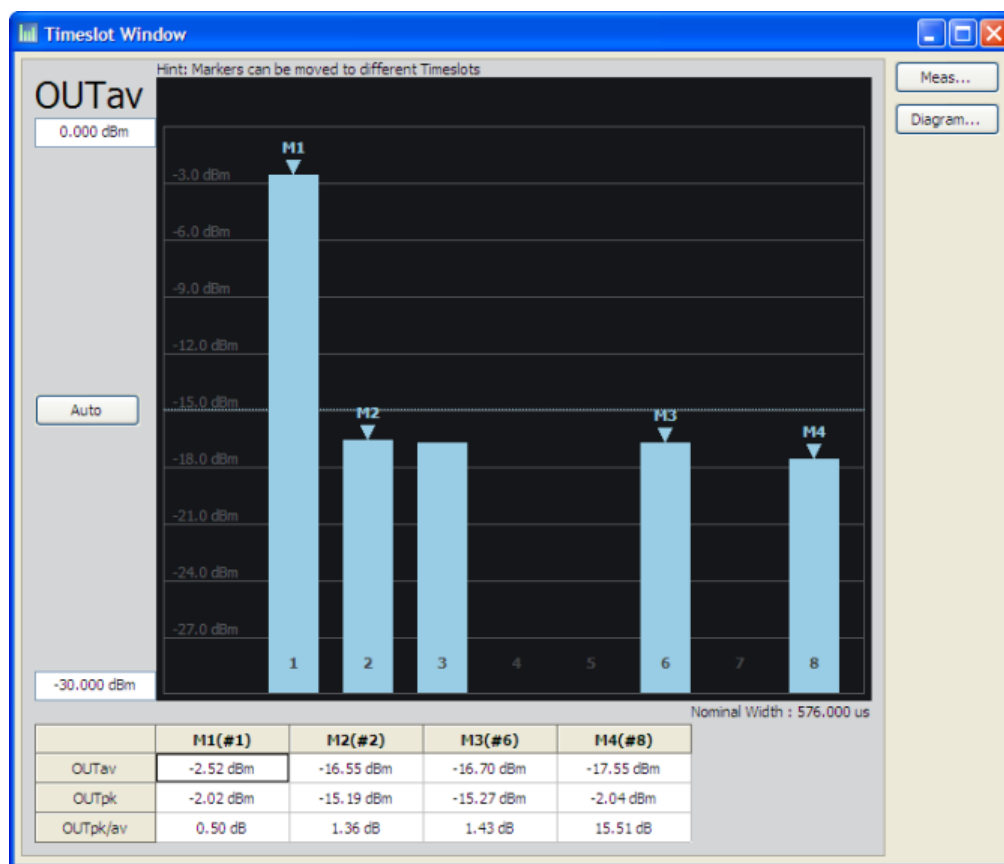 Timeslot Window
Hint: Markers can be moved to different Timeslots
OUTav
0.000 dBm
Meas...
Diagram...
M1
-3.0 dBm
-6.0 dBm
-9.0 dBm
-12.0 dBm
Auto
-15.0 dBm
M2
M3
M4
-18.0 dBm
-21.0 dBm
-24.0 dBm
-27.0 dBm
1 2 3 4 5 6 7 8
-30.000 dBm
Nominal Width : 576.000 us
M1(#1) M2(#2) M3(#6) M4(#8)
OUTav -2.52 dBm -16.55 dBm -16.70 dBm -17.55 dBm
OUTpk -2.02 dBm -15.19 dBm -15.27 dBm -2.04 dBm
OUTpk/av 0.50 dB 1.36 dB 1.43 dB 15.51 dB